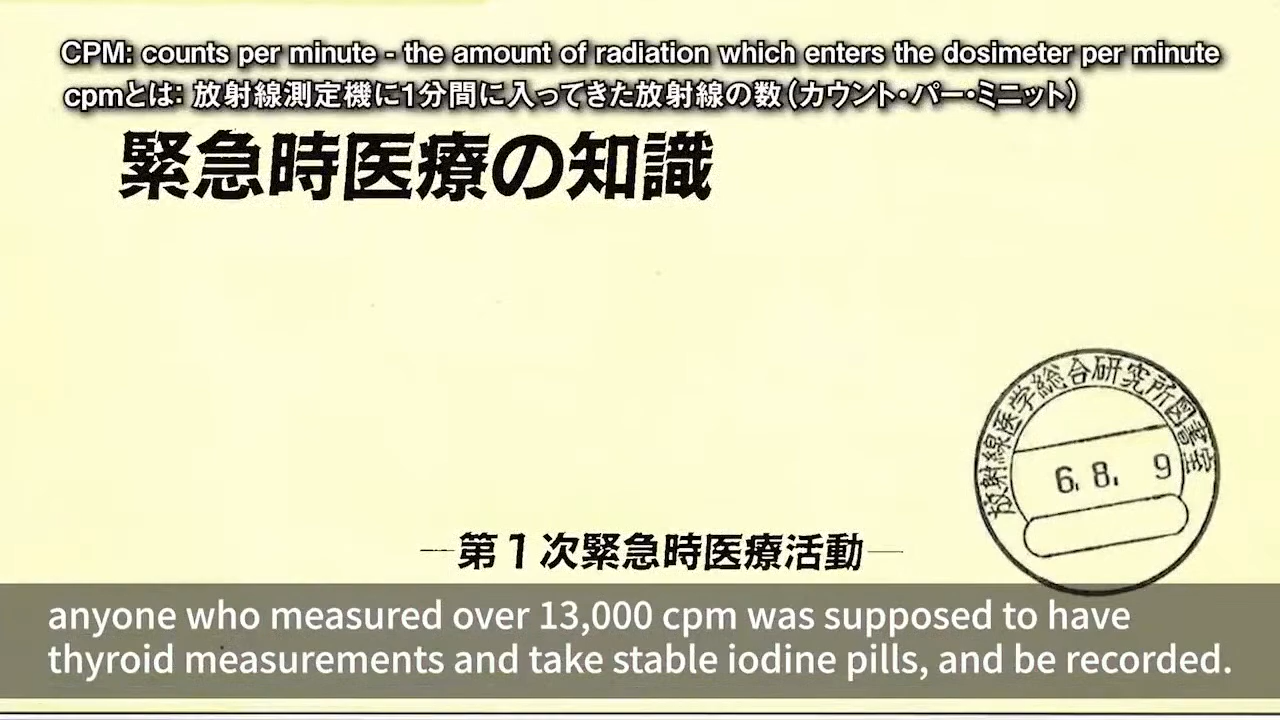 CPM: counts per minute - the amount of radiation which enters the dosimeter per minute
cpmとは：放射線測定機に1分間に入ってきた放射線の数（カウント・パー・ミニット）
緊急時医療の知識
放射線医学総合研究所図書室
6. 8. 9
—第１次緊急時医療活動—
anyone who measured over 13,000 cpm was supposed to have
thyroid measurements and take stable iodine pills, and be recorded.